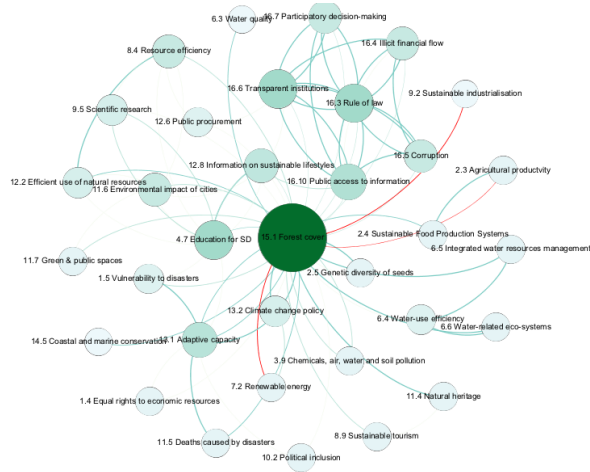 6.3 Water quality
16.7 Participatory decision-making
8.4 Resource efficiency
16.4 Illicit financial flow
16.6 Transparent institutions
9.2 Sustainable industrialisation
9.5 Scientific research
16.3 Rule of law
12.6 Public procurement
16.5 Corruption
12.8 Information on sustainable lifestyles
2.3 Agricultural productvity
12.2 Efficient use of natural resources
16.10 Public access to information
11.6 Environmental impact of cities
2.4 Sustainable Food Production Systems
15.1 Forest cover
4.7 Education for SD
6.5 Integrated water resources management
11.7 Green & public spaces
2.5 Genetic diversity of seeds
1.5 Vulnerability to disasters
13.2 Climate change policy
6.4 Water-use efficiency
6.6 Water-related eco-systems
14.5 Coastal and marine conservation
13.1 Adaptive capacity
3.9 Chemicals, air, water and soil pollution
7.2 Renewable energy
11.4 Natural heritage
1.4 Equal rights to economic resources
8.9 Sustainable tourism
11.5 Deaths caused by disasters
10.2 Political inclusion